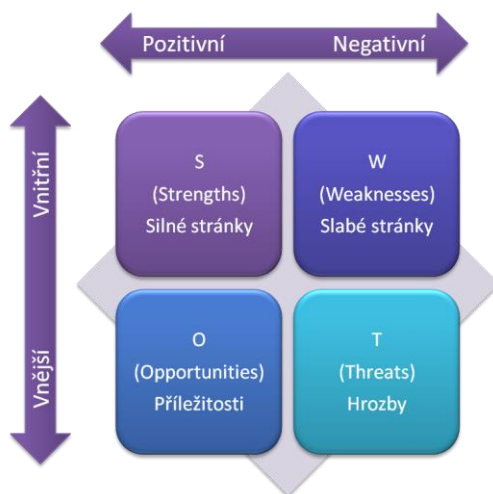 Pozitivní
Negativní
Vnitřní
Vnější
S
(Strengths)
Silné stránky
W
(Weaknesses)
Slabé stránky
O
(Opportunities)
Příležitosti
T
(Threats)
Hrozby